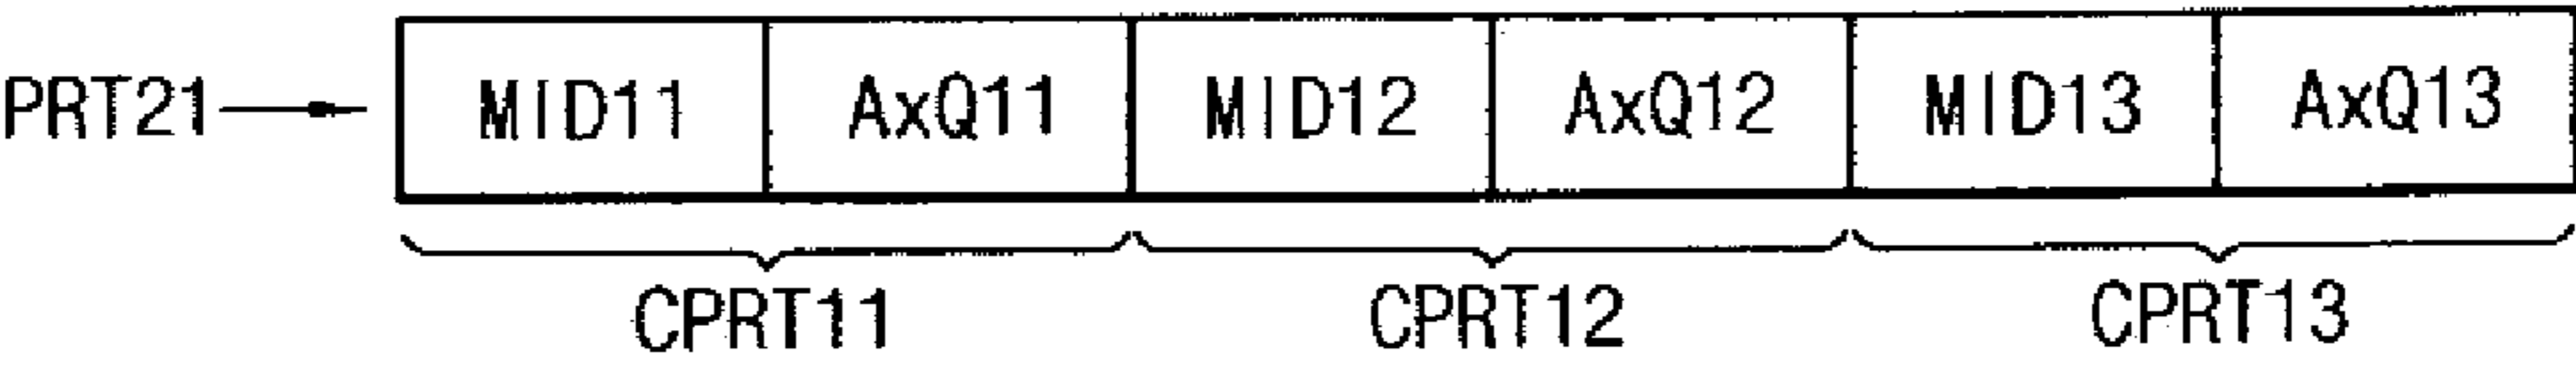 PRT21 MID11 AxQ11 MID12 AxQ12 MID13 AxQ13
CPRT11 CPRT12 CPRT13